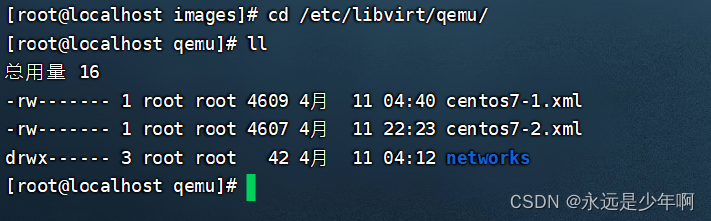 [root@localhost images]# cd /etc/libvirt/qemu/
[root@localhost qemu]# ll
总用量 16
-rw------- 1 root root 4609 4月  11 04:40 centos7-1.xml
-rw------- 1 root root 4607 4月  11 22:23 centos7-2.xml
drwx------ 3 root root   42 4月  11 04:12 networks
[root@localhost qemu]#
CSDN @永远是少年啊